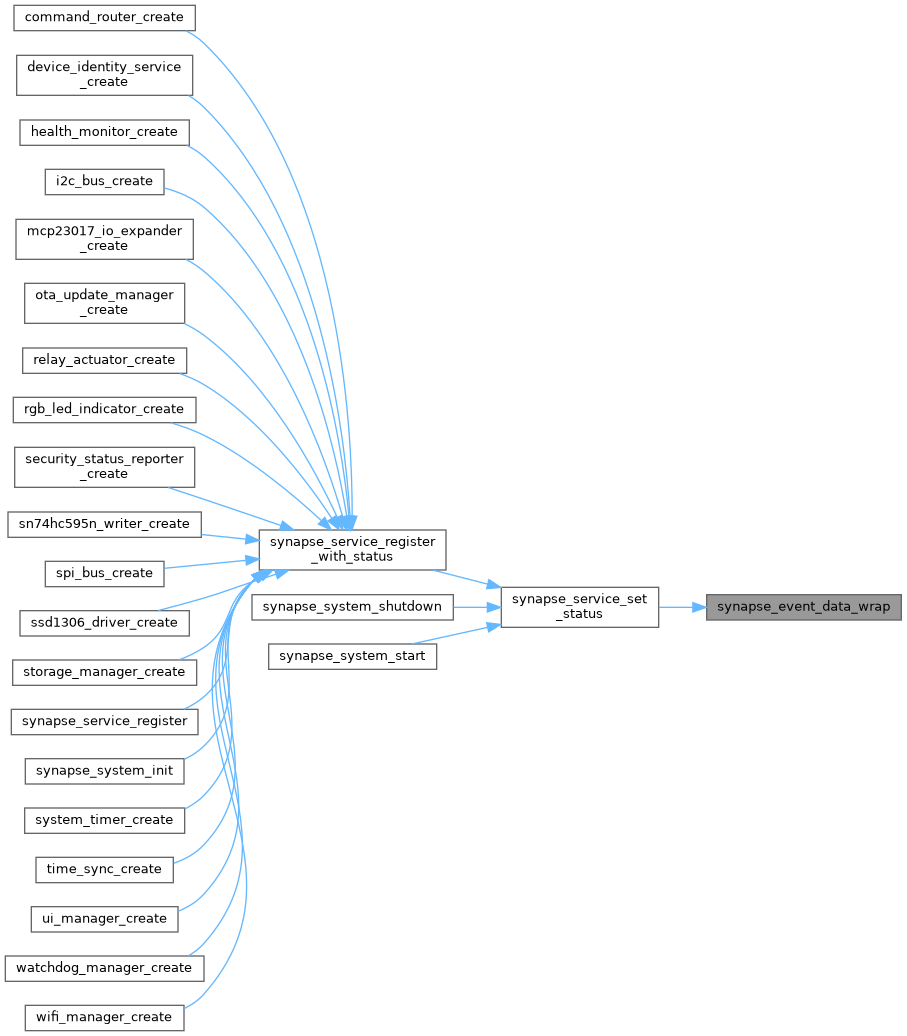 command_router_create
device_identity_service
_create
health_monitor_create
i2c_bus_create
mcp23017_io_expander
_create
ota_update_manager
_create
relay_actuator_create
rgb_led_indicator_create
security_status_reporter
_create
sn74hc595n_writer_create
spi_bus_create
ssd1306_driver_create
storage_manager_create
synapse_service_register
synapse_system_init
system_timer_create
time_sync_create
ui_manager_create
watchdog_manager_create
wifi_manager_create
synapse_service_register
_with_status
synapse_system_shutdown
synapse_system_start
synapse_service_set
_status
synapse_event_data_wrap